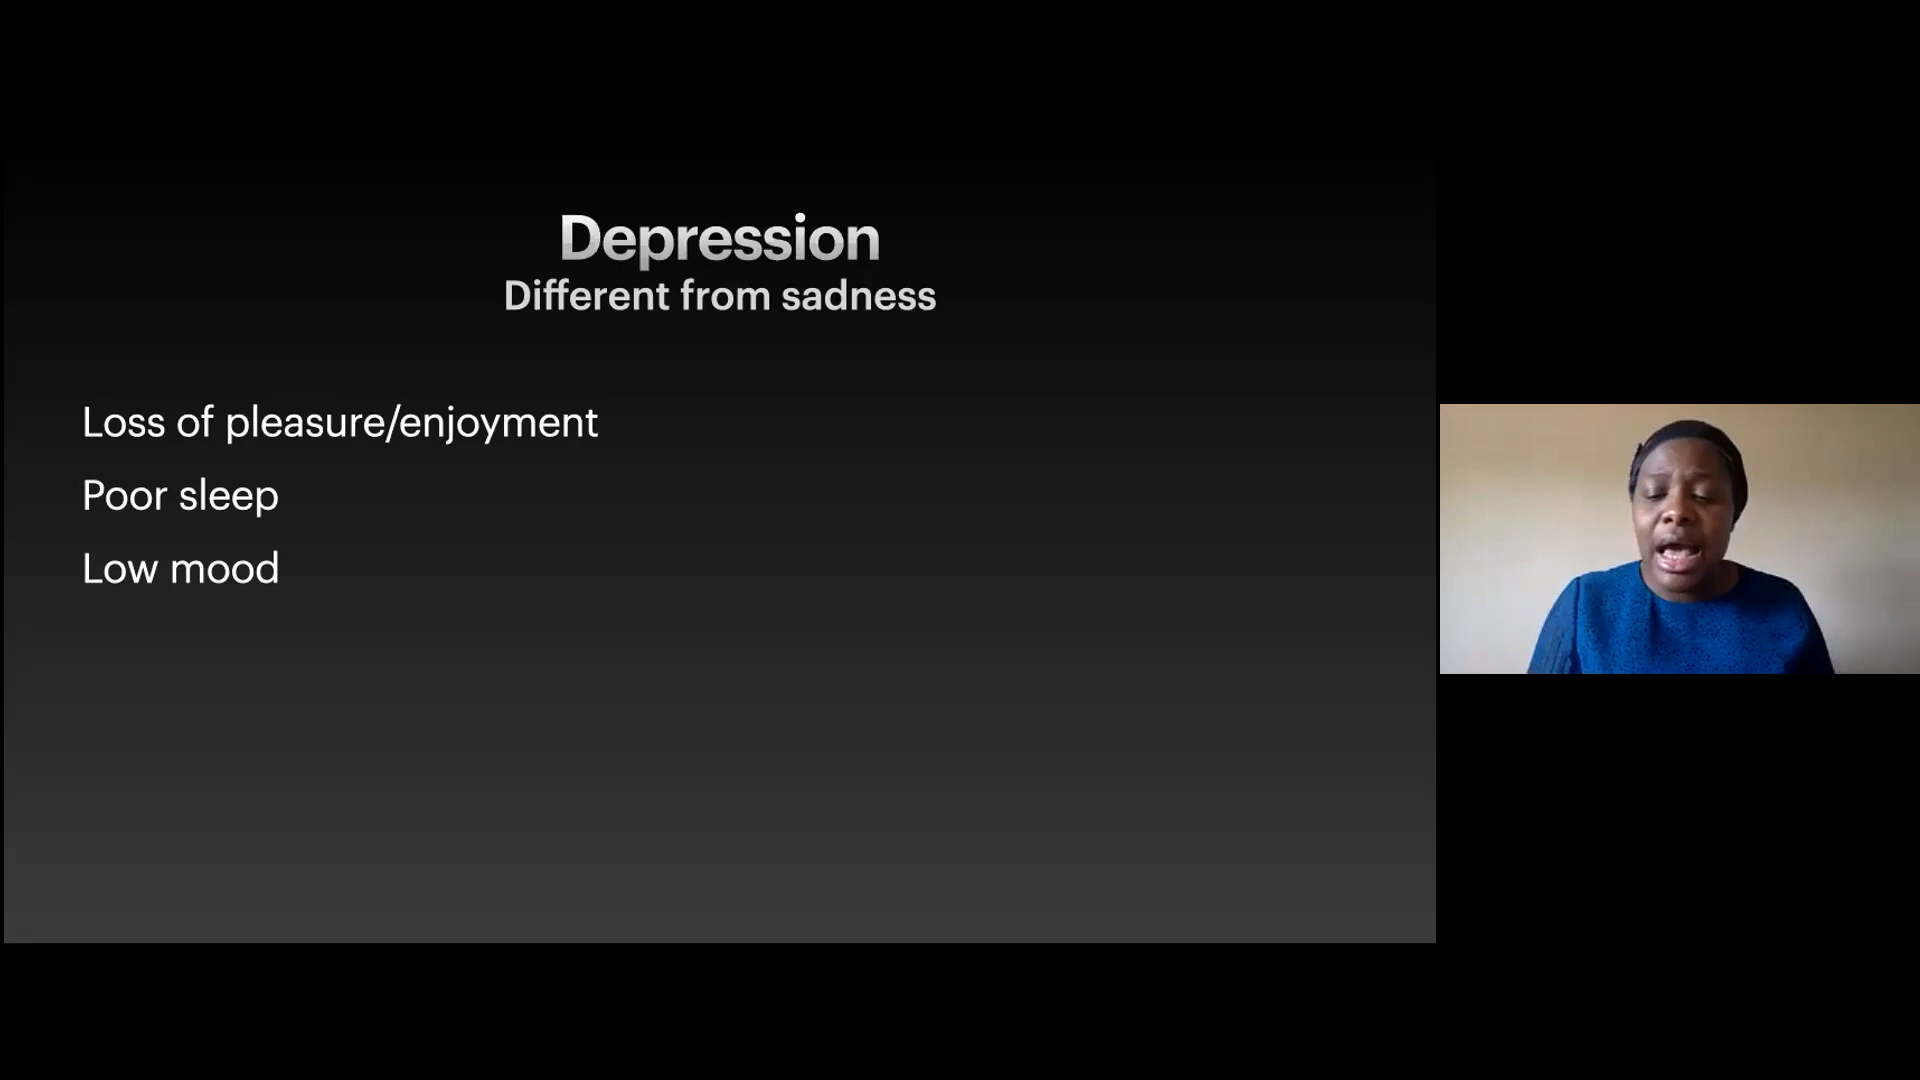 Depression
Different from sadness
Loss of pleasure/enjoyment
Poor sleep
Low mood